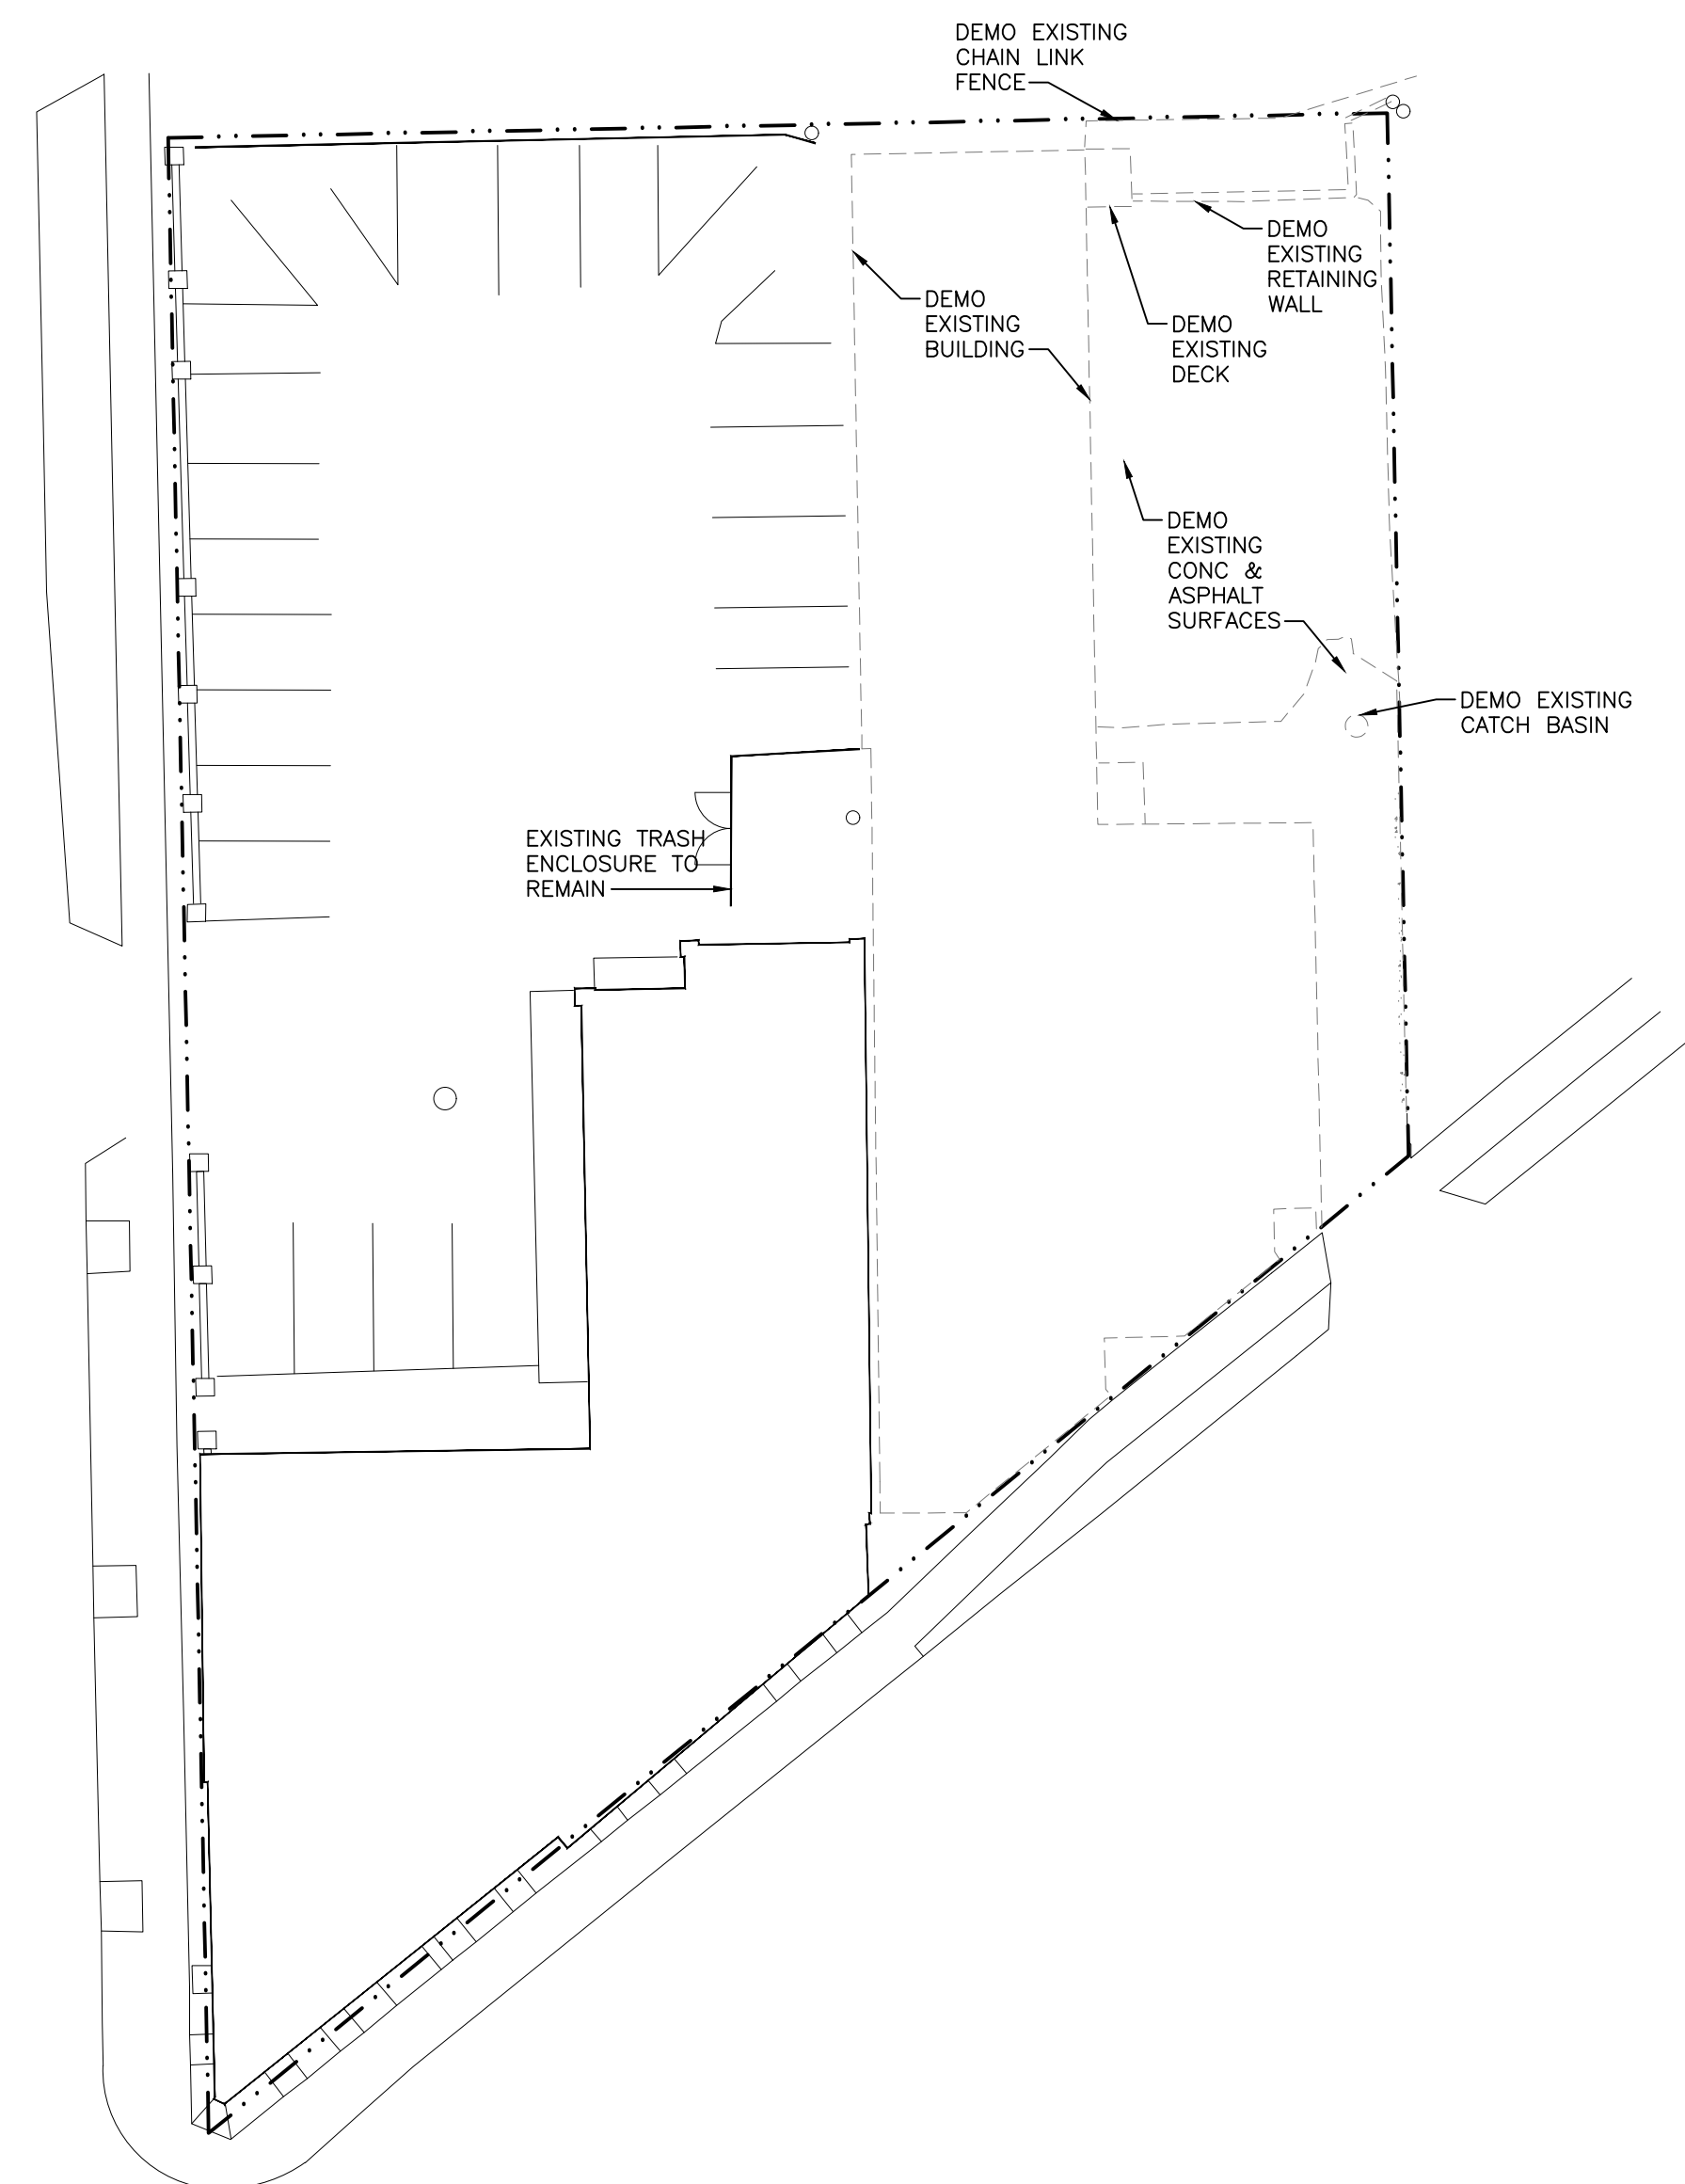 DEMO EXISTING
CHAIN LINK
FENCE
DEMO
EXISTING
RETAINING
WALL
DEMO
EXISTING
BUILDING
DEMO
EXISTING
DECK
DEMO
EXISTING
CONC &
ASPHALT
SURFACES
DEMO EXISTING
CATCH BASIN
EXISTING TRASH
ENCLOSURE TO
REMAIN